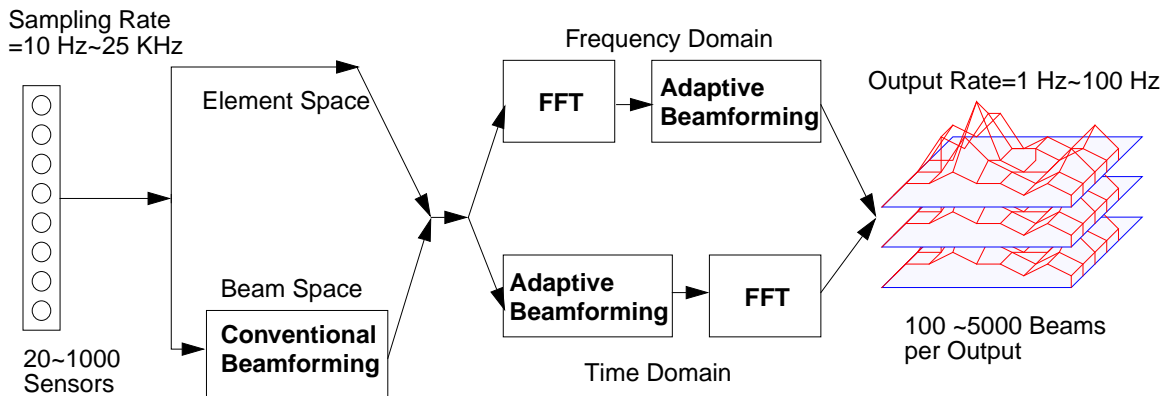 Sampling Rate
=10 Hz~25 KHz
Element Space
Beam Space
Conventional
Beamforming
20~1000
Sensors
Frequency Domain
FFT
Adaptive
Beamforming
Adaptive
Beamforming
FFT
Time Domain
Output Rate=1 Hz~100 Hz
100 ~5000 Beams
per Output